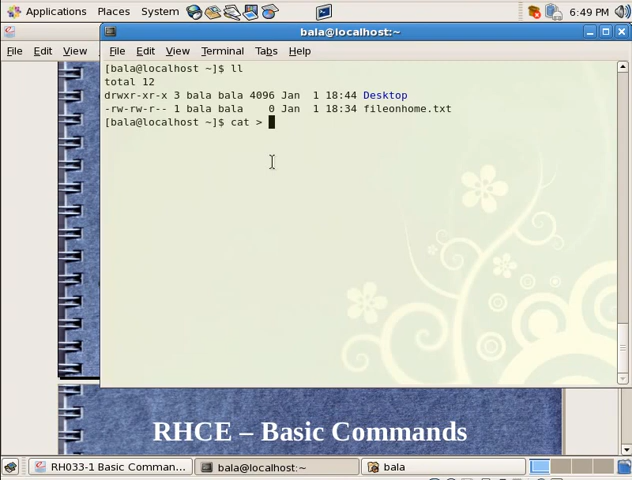 Applications Places System 6:49 PM
bala@localhost:~
File Edit View
File Edit View Terminal Tabs Help
[bala@localhost ~]$ ll
total 12
drwxr-xr-x 3 bala bala 4096 Jan  1 18:44 Desktop
-rw-rw-r-- 1 bala bala    0 Jan  1 18:34 fileonhome.txt
[bala@localhost ~]$ cat >
RHCE – Basic Commands
RH033-1 Basic Comman... bala@localhost:~ bala